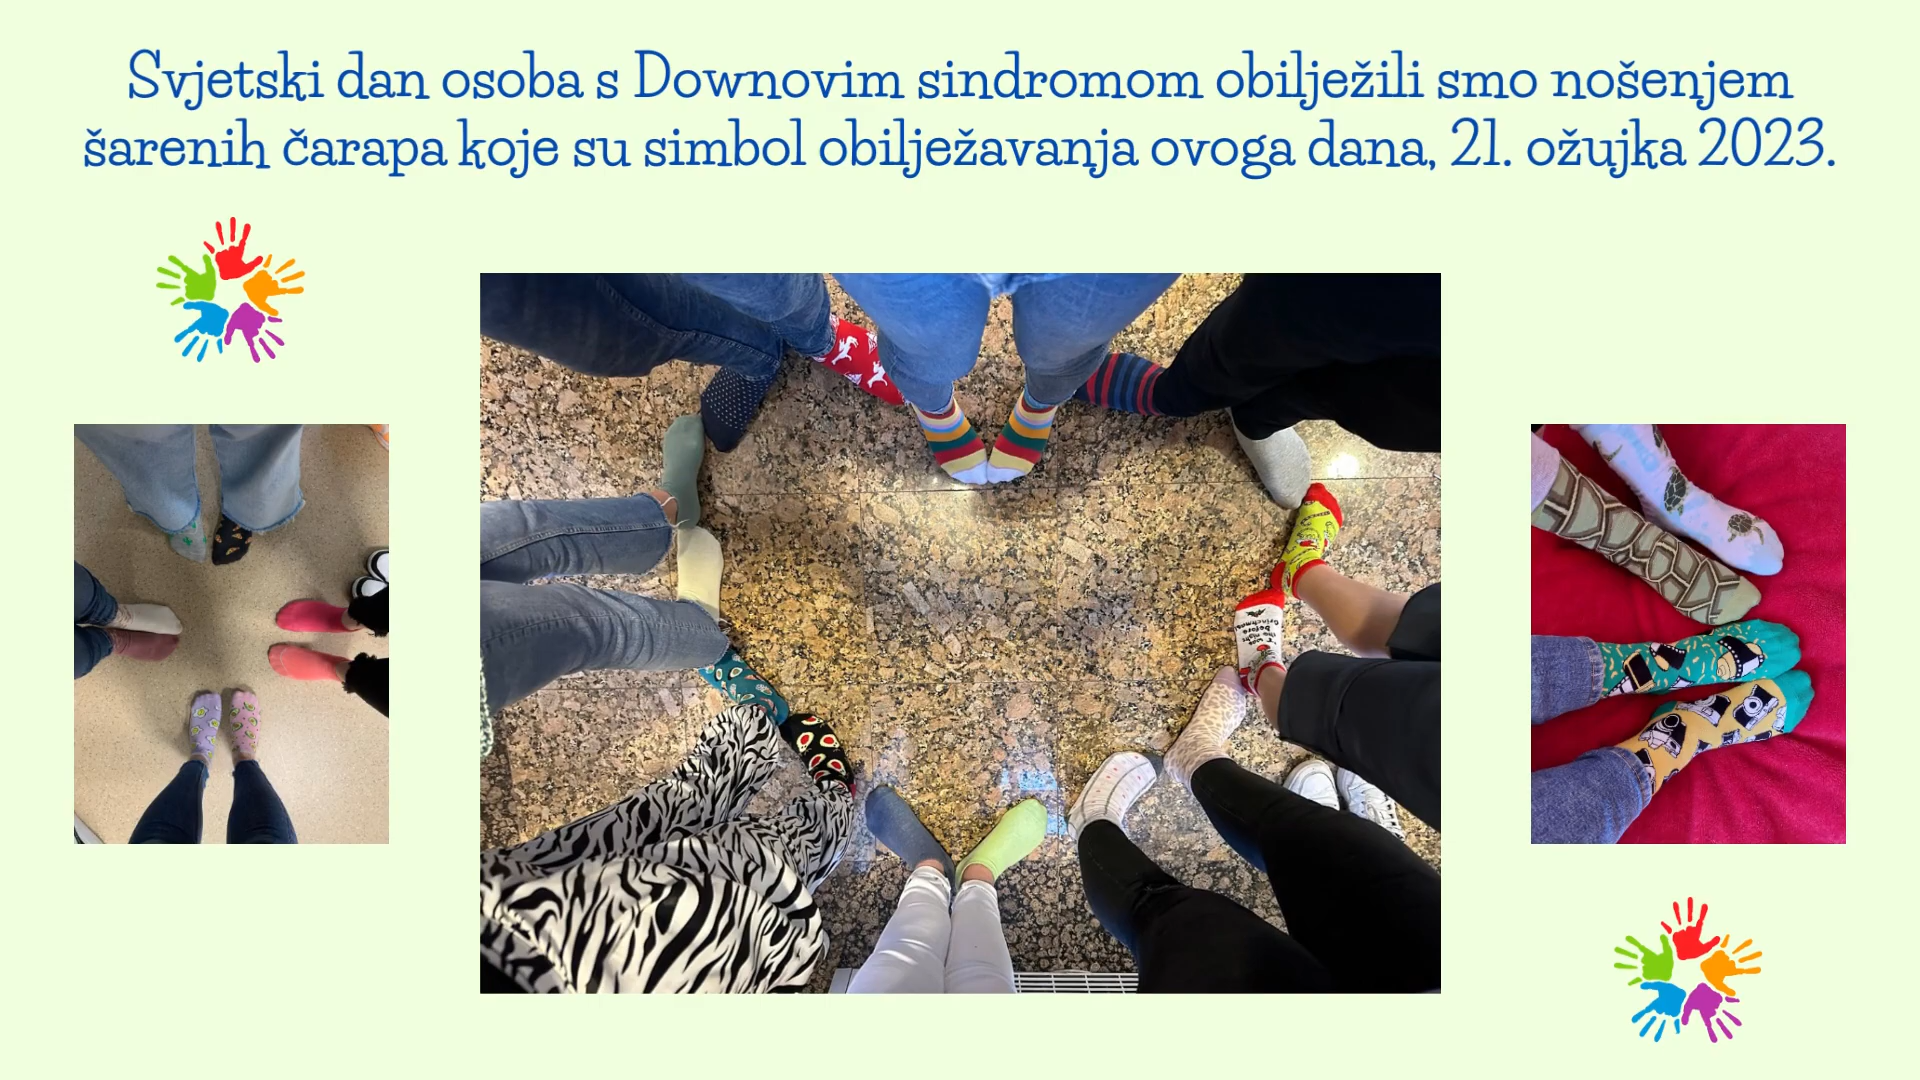 Svjetski dan osoba s Downovim sindromom obilježili smo nošenjem
šarenih čarapa koje su simbol obilježavanja ovoga dana, 21. ožujka 2023.